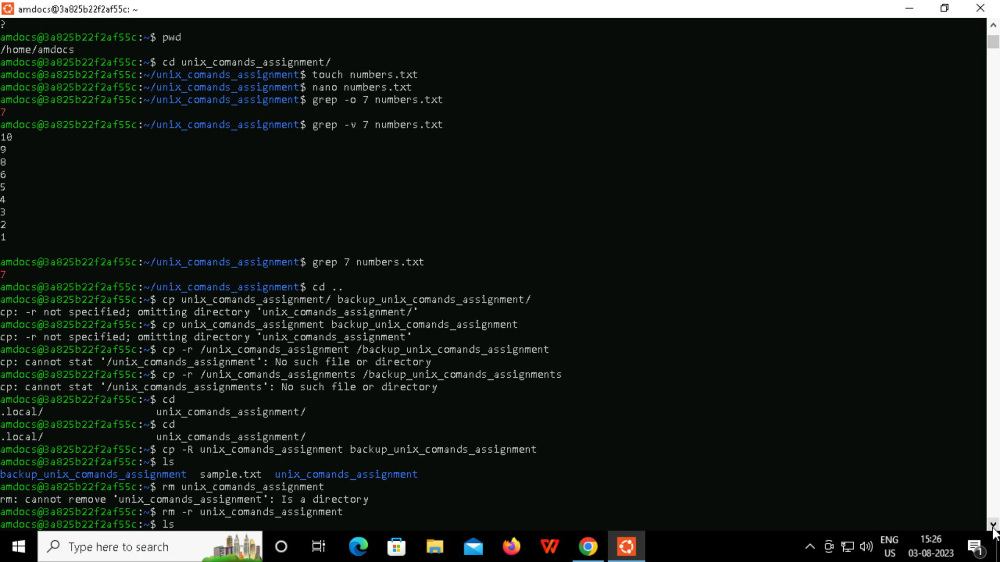 amdocs@3a825b22f2af55c: ~
?
amdocs@3a825b22f2af55c:~$ pwd
/home/amdocs
amdocs@3a825b22f2af55c:~$ cd unix_comands_assignment/
amdocs@3a825b22f2af55c:~/unix_comands_assignment$ touch numbers.txt
amdocs@3a825b22f2af55c:~/unix_comands_assignment$ nano numbers.txt
amdocs@3a825b22f2af55c:~/unix_comands_assignment$ grep -o 7 numbers.txt
7
amdocs@3a825b22f2af55c:~/unix_comands_assignment$ grep -v 7 numbers.txt
10
9
8
6
5
4
3
2
1
amdocs@3a825b22f2af55c:~/unix_comands_assignment$ grep 7 numbers.txt
7
amdocs@3a825b22f2af55c:~/unix_comands_assignment$ cd ..
amdocs@3a825b22f2af55c:~$ cp unix_comands_assignment/ backup_unix_comands_assignment/
cp: -r not specified; omitting directory 'unix_comands_assignment/'
amdocs@3a825b22f2af55c:~$ cp unix_comands_assignment backup_unix_comands_assignment
cp: -r not specified; omitting directory 'unix_comands_assignment'
amdocs@3a825b22f2af55c:~$ cp -r /unix_comands_assignment /backup_unix_comands_assignment
cp: cannot stat '/unix_comands_assignment': No such file or directory
amdocs@3a825b22f2af55c:~$ cp -r /unix_comands_assignments /backup_unix_comands_assignments
cp: cannot stat '/unix_comands_assignments': No such file or directory
amdocs@3a825b22f2af55c:~$ cd
.local/ unix_comands_assignment/
amdocs@3a825b22f2af55c:~$ cd
.local/ unix_comands_assignment/
amdocs@3a825b22f2af55c:~$ cp -R unix_comands_assignment backup_unix_comands_assignment
amdocs@3a825b22f2af55c:~$ ls
backup_unix_comands_assignment sample.txt unix_comands_assignment
amdocs@3a825b22f2af55c:~$ rm unix_comands_assignment
rm: cannot remove 'unix_comands_assignment': Is a directory
amdocs@3a825b22f2af55c:~$ rm -r unix_comands_assignment
amdocs@3a825b22f2af55c:~$ ls
Type here to search
ENG 15:26
US 03-08-2023
1